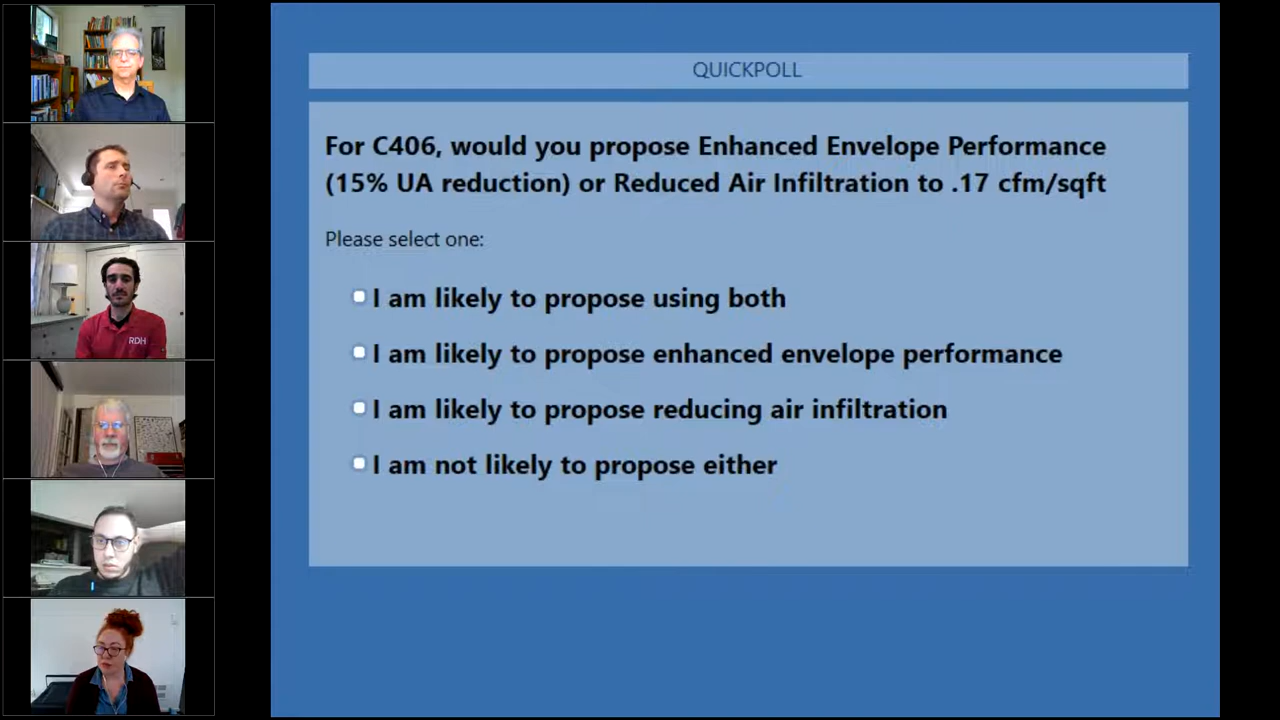 QUICKPOLL
For C406, would you propose Enhanced Envelope Performance
(15% UA reduction) or Reduced Air Infiltration to .17 cfm/sqft
Please select one:
I am likely to propose using both
I am likely to propose enhanced envelope performance
I am likely to propose reducing air infiltration
I am not likely to propose either
RDH